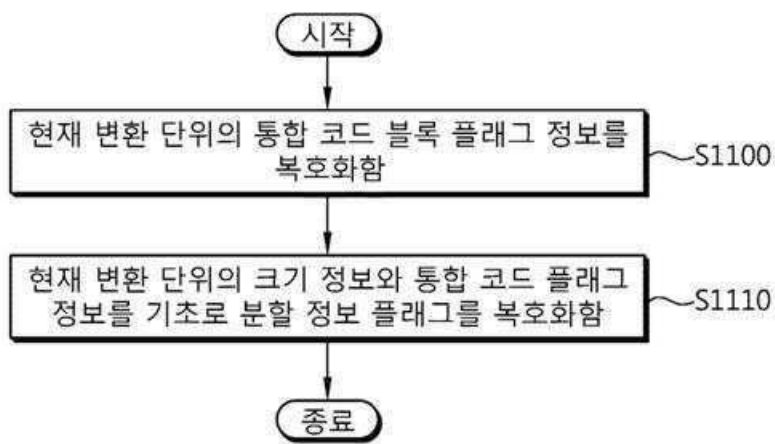 시작
현재 변환 단위의 통합 코드 블록 플래그 정보를
복호화함
S1100
현재 변환 단위의 크기 정보와 통합 코드 플래그
정보를 기초로 분할 정보 플래그를 복호화함
S1110
종료